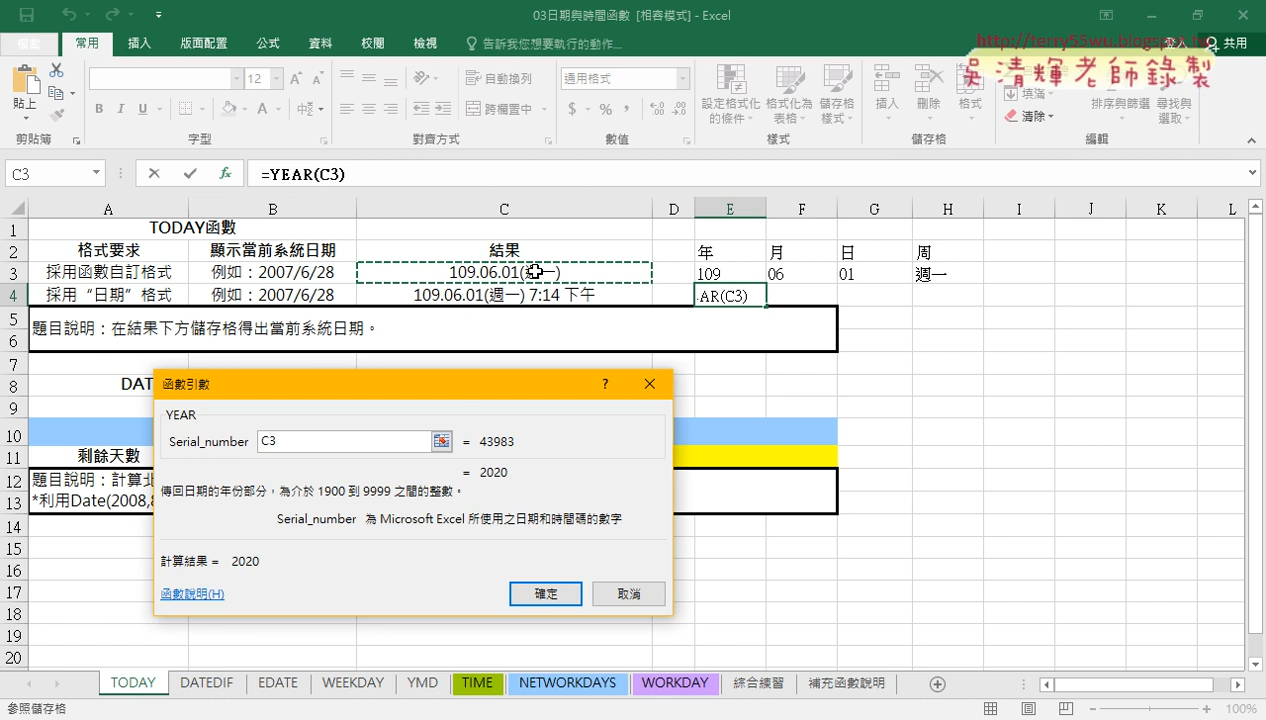 03日期與時間函數 [相容模式] - Excel
http://terry55wu.blogspot.tw
吳清輝老師錄製
檔案 常用 插入 版面配置 公式 資料 校閱 檢視 告訴我您想要執行的動作... 登入 共用
貼上
12
自動換列
跨欄置中
通用格式
設定格式化的條件
格式化為表格
儲存格樣式
插入 刪除 格式
填滿
清除
排序與篩選
尋找與選取
剪貼簿 字型 對齊方式 數值 樣式 儲存格 編輯
C3 =YEAR(C3)
A B C D E F G H I J K L
1 TODAY函數
2 格式要求 顯示當前系統日期 結果 年 月 日 周
3 採用函數自訂格式 例如：2007/6/28 109.06.01(週一) 109 06 01 週一
4 採用“日期”格式 例如：2007/6/28 109.06.01(週一) 7:14 下午 AR(C3)
5
題目說明：在結果下方儲存格得出當前系統日期。
6
7
8 DAT
9
10
11 剩餘天數
12 題目說明：計算北
13 *利用Date(2008,8
14
15
16
17
18
19
20
函數引數 ?
YEAR
Serial_number C3 = 43983
= 2020
傳回日期的年份部分，為介於 1900 到 9999 之間的整數。
Serial_number 為 Microsoft Excel 所使用之日期和時間碼的數字
計算結果 = 2020
函數說明(H) 確定 取消
TODAY DATEDIF EDATE WEEKDAY YMD TIME NETWORKDAYS WORKDAY 綜合練習 補充函數說明
參照儲存格 100%